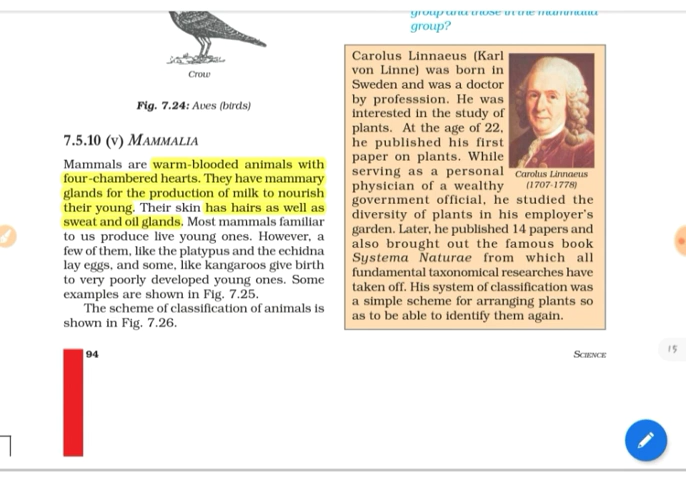 group and those in the mammalia
group?
Crow
Fig. 7.24: Aves (birds)
7.5.10 (v) MAMMALIA
Mammals are warm-blooded animals with
four-chambered hearts. They have mammary
glands for the production of milk to nourish
their young. Their skin has hairs as well as
sweat and oil glands. Most mammals familiar
to us produce live young ones. However, a
few of them, like the platypus and the echidna
lay eggs, and some, like kangaroos give birth
to very poorly developed young ones. Some
examples are shown in Fig. 7.25.
The scheme of classification of animals is
shown in Fig. 7.26.
Carolus Linnaeus (Karl
von Linne) was born in
Sweden and was a doctor
by professsion. He was
interested in the study of
plants. At the age of 22,
he published his first
paper on plants. While
serving as a personal
physician of a wealthy
government official, he studied the
diversity of plants in his employer's
garden. Later, he published 14 papers and
also brought out the famous book
Systema Naturae from which all
fundamental taxonomical researches have
taken off. His system of classification was
a simple scheme for arranging plants so
as to be able to identify them again.
Carolus Linnaeus
(1707-1778)
94
SCIENCE
15